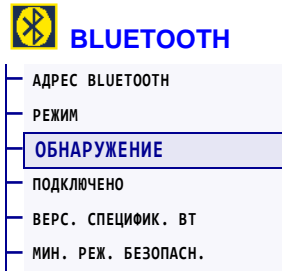 BLUETOOTH
АДРЕС BLUETOOTH
РЕЖИМ
ОБНАРУЖЕНИЕ
ПОДКЛЮЧЕНО
ВЕРС. СПЕЦИФИК. BT
МИН. РЕЖ. БЕЗОПАСН.